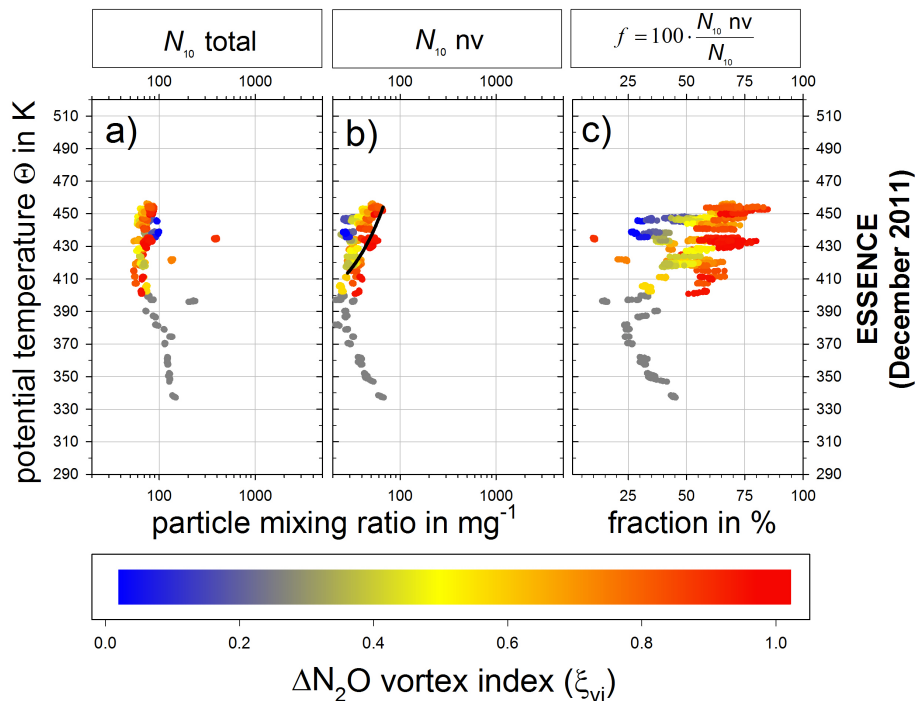 N₁₀ total
N₁₀ nv
f = 100 · N₁₀ nv / N₁₀
100 1000
100 1000
25 50 75 100
a)
b)
c)
potential temperature Θ in K
510
490
470
450
430
410
390
370
350
330
310
290
510
490
470
450
430
410
390
370
350
330
310
290
ESSENCE
(December 2011)
100 1000
100 1000
25 50 75 100
particle mixing ratio in mg⁻¹
fraction in %
0.0 0.2 0.4 0.6 0.8 1.0
ΔN₂O vortex index (ξᵥᵢ)